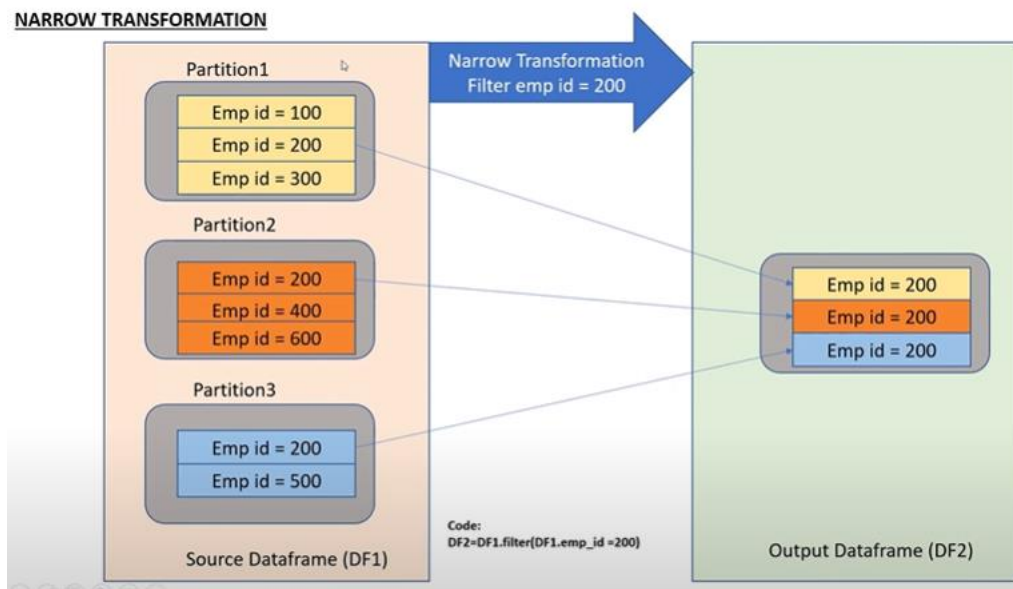 NARROW TRANSFORMATION
Partition1
Emp id = 100
Emp id = 200
Emp id = 300
Partition2
Emp id = 200
Emp id = 400
Emp id = 600
Partition3
Emp id = 200
Emp id = 500
Source Dataframe (DF1)
Narrow Transformation
Filter emp id = 200
Code:
DF2=DF1.filter(DF1.emp_id =200)
Emp id = 200
Emp id = 200
Emp id = 200
Output Dataframe (DF2)